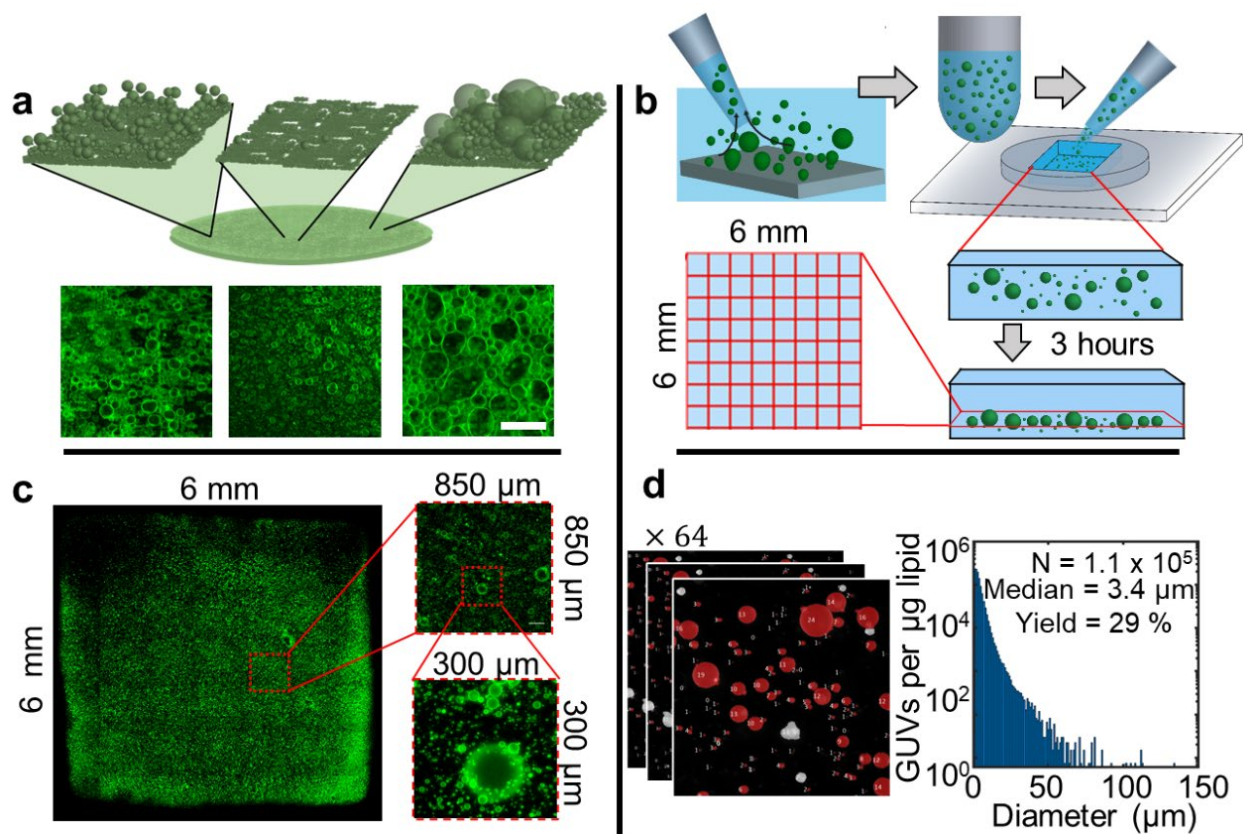 a
b
6 mm
6 mm
3 hours
c
6 mm
6 mm
850 µm
850 µm
300 µm
300 µm
d
× 64
N = 1.1 x 10⁵
Median = 3.4 µm
Yield = 29 %
GUVs per µg lipid
10⁶
10⁴
10²
10⁰
0
50
100
150
Diameter (µm)